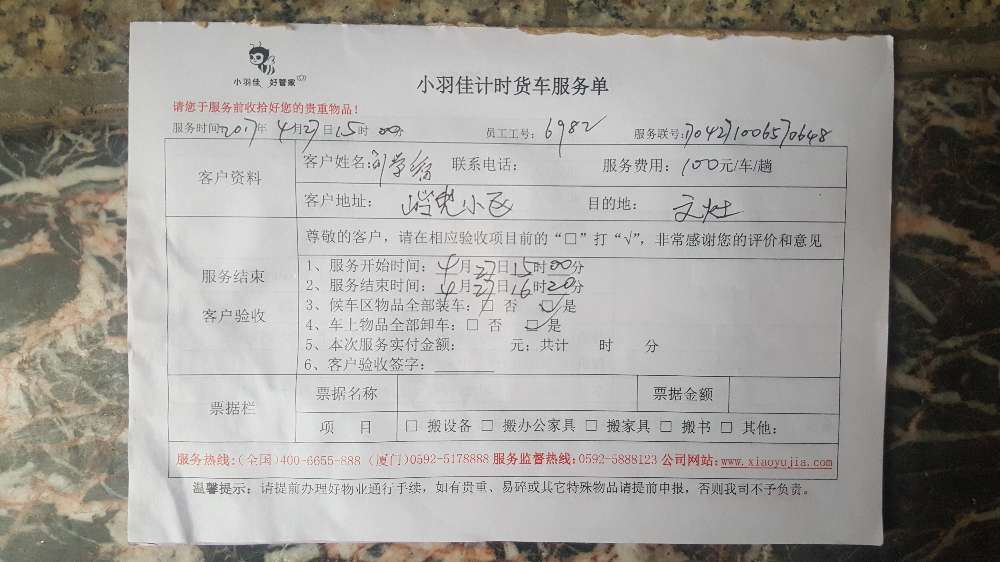 小羽佳 好管家
小羽佳计时货车服务单
请您于服务前收拾好您的贵重物品！
服务时间2017年4月27日15时00分 员工工号：6982 服务联号：704271006570648
客户资料
客户姓名：刘学 联系电话： 服务费用：100元/车/趟
客户地址：小区 目的地：文灶
服务结束
客户验收
尊敬的客户，请在相应验收项目前的“□”打“√”，非常感谢您的评价和意见
1、服务开始时间：4月27日15时00分
2、服务结束时间：4月27日16时20分
3、候车区物品全部装车：□ 否 ☑是
4、车上物品全部卸车：□ 否 ☑是
5、本次服务实付金额： 元；共计 时 分
6、客户验收签字：
票据栏
票据名称 票据金额
项 目 □ 搬设备 □ 搬办公家具 □ 搬家具 □ 搬书 □ 其他：
服务热线：(全国)400-6655-888 (厦门)0592-5178888 服务监督热线：0592-5888123 公司网站：www.xiaoyujia.com
温馨提示：请提前办理好物业通行手续，如有贵重、易碎或其它特殊物品请提前申报，否则我司不予负责。